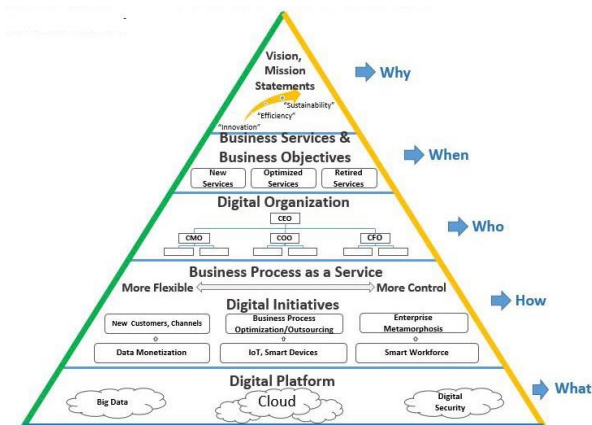 Vision,
Mission
Statements
Why
"Sustainability"
"Efficiency"
"Innovation"
Business Services &
Business Objectives
When
New
Services
Optimized
Services
Retired
Services
Digital Organization
CEO
Who
CMO
COO
CFO
Business Process as a Service
More Flexible
More Control
How
Digital Initiatives
New Customers, Channels
Business Process
Optimization/Outsourcing
Enterprise
Metamorphosis
Data Monetization
IoT, Smart Devices
Smart Workforce
Digital Platform
What
Big Data
Cloud
Digital
Security